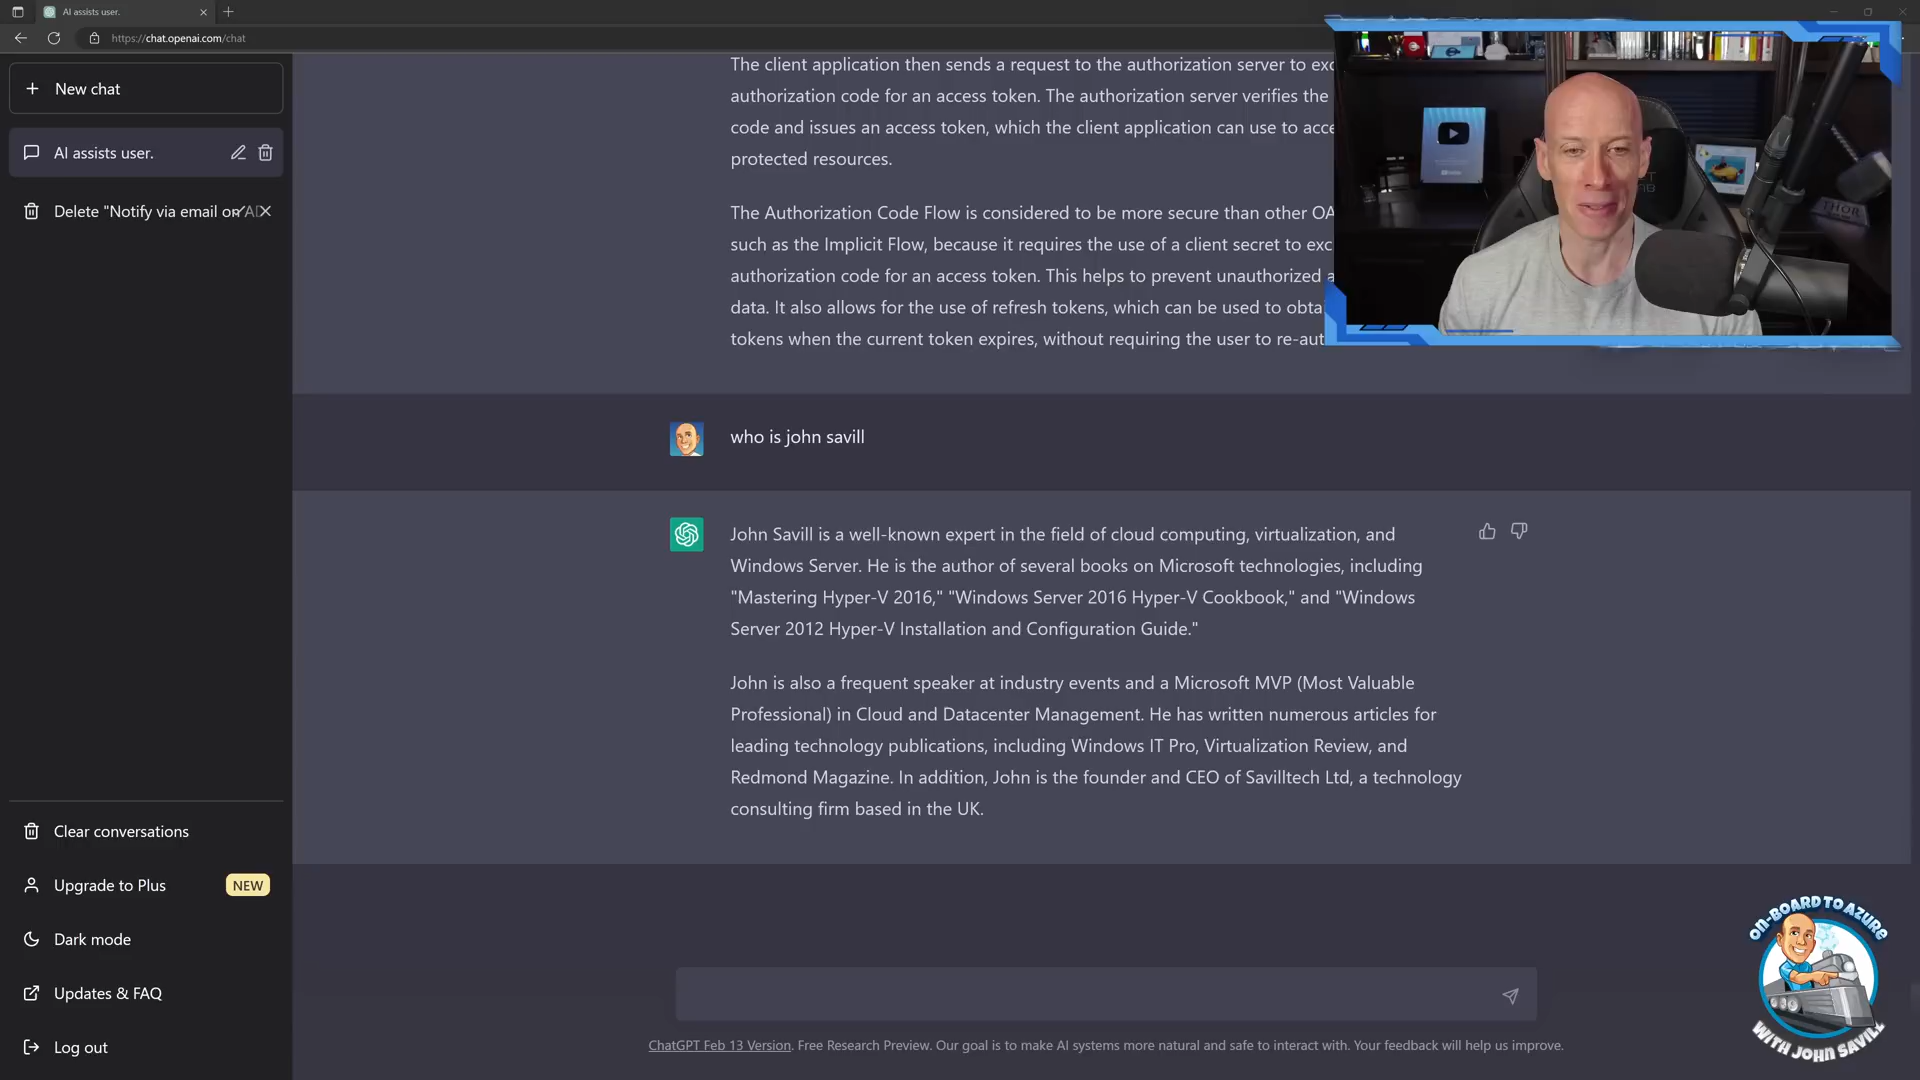 AI assists user.
https://chat.openai.com/chat
New chat
AI assists user.
Delete "Notify via email on AD
Clear conversations
Upgrade to Plus
NEW
Dark mode
Updates & FAQ
Log out
The client application then sends a request to the authorization server to exc
authorization code for an access token. The authorization server verifies the
code and issues an access token, which the client application can use to acce
protected resources.
The Authorization Code Flow is considered to be more secure than other OA
such as the Implicit Flow, because it requires the use of a client secret to exc
authorization code for an access token. This helps to prevent unauthorized a
data. It also allows for the use of refresh tokens, which can be used to obta
tokens when the current token expires, without requiring the user to re-aut
who is john savill
John Savill is a well-known expert in the field of cloud computing, virtualization, and
Windows Server. He is the author of several books on Microsoft technologies, including
"Mastering Hyper-V 2016," "Windows Server 2016 Hyper-V Cookbook," and "Windows
Server 2012 Hyper-V Installation and Configuration Guide."
John is also a frequent speaker at industry events and a Microsoft MVP (Most Valuable
Professional) in Cloud and Datacenter Management. He has written numerous articles for
leading technology publications, including Windows IT Pro, Virtualization Review, and
Redmond Magazine. In addition, John is the founder and CEO of Savilltech Ltd, a technology
consulting firm based in the UK.
ChatGPT Feb 13 Version. Free Research Preview. Our goal is to make AI systems more natural and safe to interact with. Your feedback will help us improve.
THOR
ON-BOARD TO AZURE
WITH JOHN SAVILL